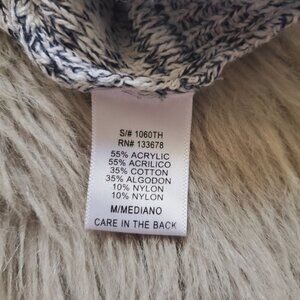 S/# 1060TH
RN# 133678
55% ACRYLIC
55% ACRILICO
35% COTTON
35% ALGODON
10% NYLON
10% NYLON
M/MEDIANO
CARE IN THE BACK